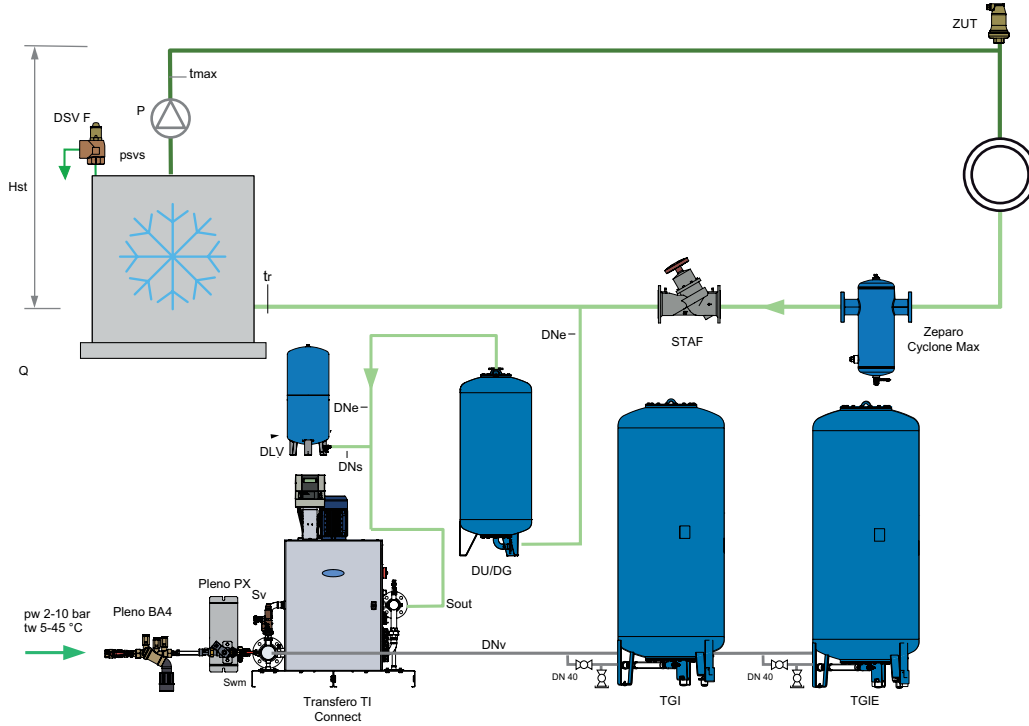 ZUT
tmax
P
DSV F
psvs
Hst
tr
DNe
STAF
Zeparo
Cyclone Max
Q
DNe
DLV
DNs
DU/DG
Pleno PX
Sv
Sout
pw 2-10 bar
tw 5-45 °C
Pleno BA4
DNv
DN 40
DN 40
Swm
Transfero TI
Connect
TGI
TGIE